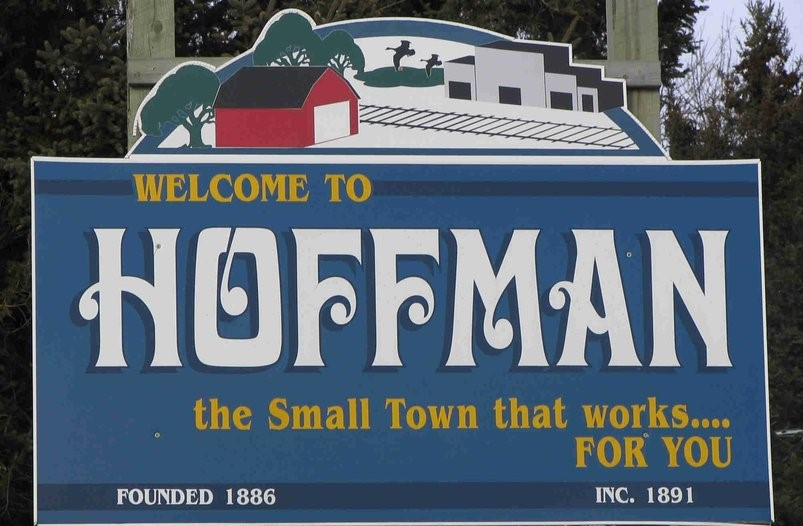 WELCOME TO
HOFFMAN
the Small Town that works....
FOR YOU
FOUNDED 1886 INC. 1891